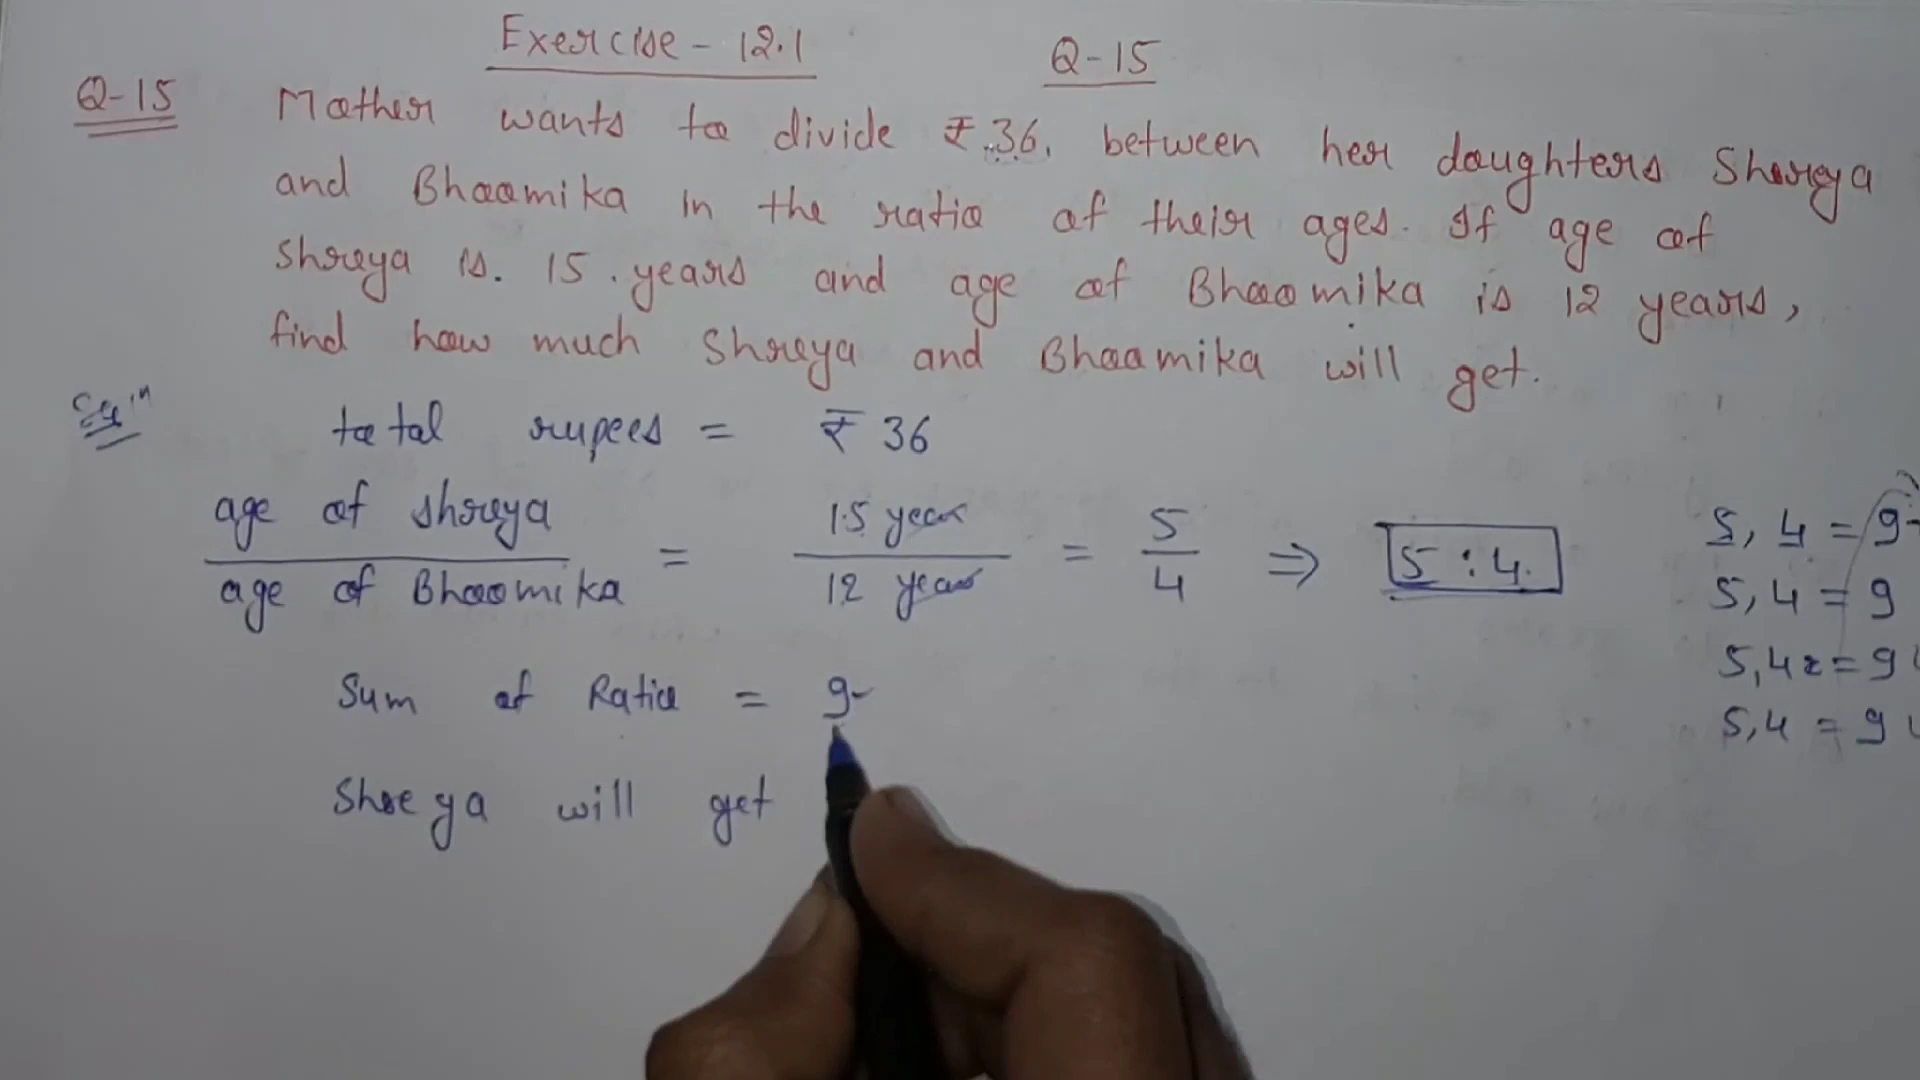 Exercise - 12.1
Q-15
Q-15 Mother wants to divide ₹ 36. between her daughters Shreya
and Bhoomika in the ratio of their ages. If age of
Shreya is. 15. years and age of Bhoomika is 12 years,
find how much Shreya and Bhoomika will get.
Soln total rupees = ₹ 36
age of shreya
age of Bhoomika
=
15 year
12 year
=
5
4
⇒ 5 : 4.
5, 4 = 9
5, 4 = 9
5, 4 = 9
5, 4 = 9
Sum of Ratio = 9
Shreya will get